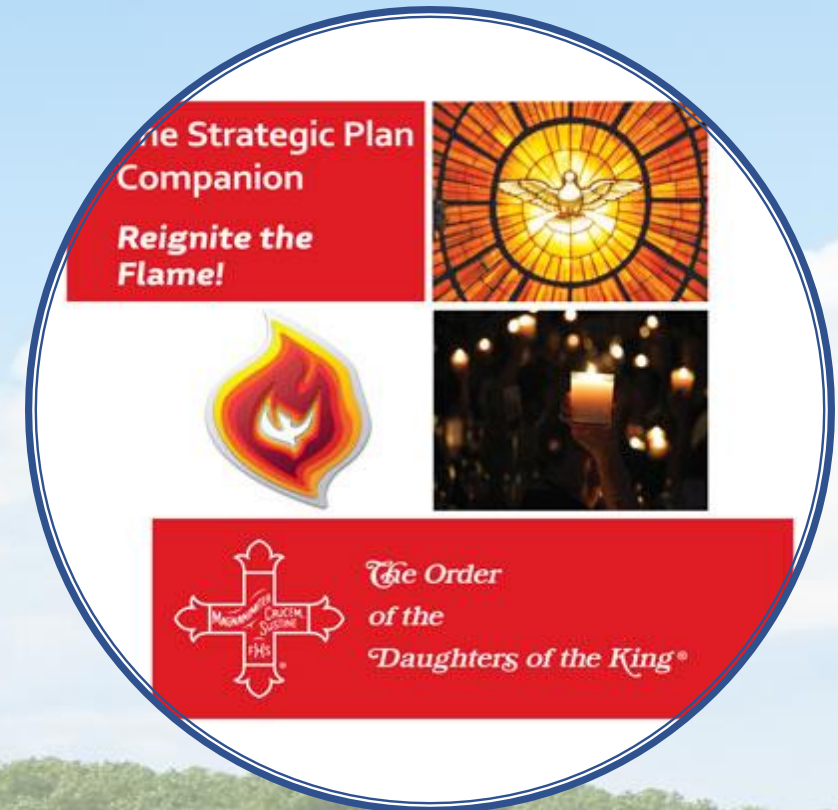 he Strategic Plan
Companion
Reignite the
Flame!
The Order
of the
Daughters of the King®
MAGNANIMITER
CRUCEM
SUSTINE
FHS
®